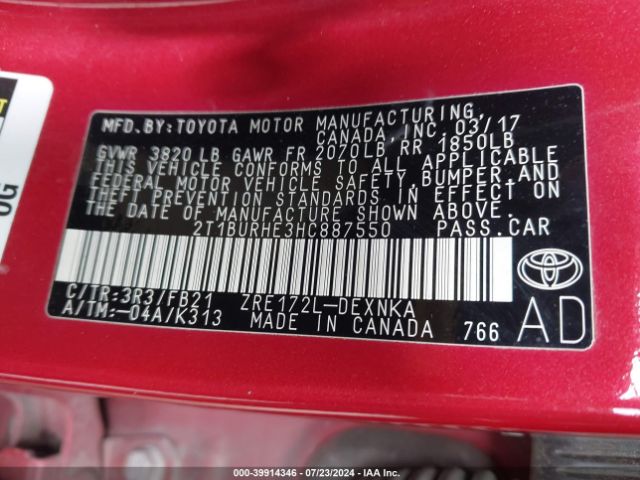 MFD.BY:TOYOTA MOTOR MANUFACTURING,
CANADA, INC. 03/17
GVWR 3820 LB GAWR FR 2070LB RR 1850LB
THIS VEHICLE CONFORMS TO ALL APPLICABLE
FEDERAL MOTOR VEHICLE SAFETY, BUMPER, AND
THEFT PREVENTION STANDARDS IN EFFECT ON
THE DATE OF MANUFACTURE SHOWN ABOVE.
2T1BURHE3HC887550 PASS.CAR
C/TR:3R3/FB21 ZRE172L-DEXNKA
A/TM:-04A/K313 MADE IN CANADA 766
AD
OG
000-39914346 07/23/2024 IAA Inc.